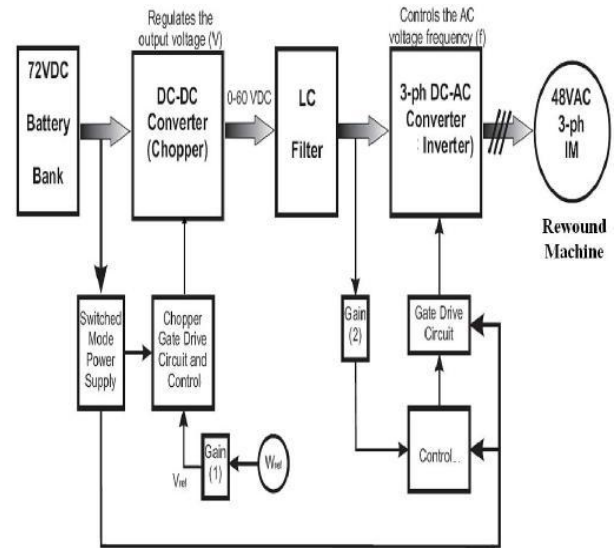 Regulates the
output voltage (V)
Controls the AC
voltage frequency (f)
72VDC
Battery
Bank
DC-DC
Converter
(Chopper)
0-60 VDC
LC
Filter
3-ph DC-AC
Converter
: Inverter)
48VAC
3-ph
IM
Rewound
Machine
Switched
Mode
Power
Supply
Chopper
Gate Drive
Circuit and
Control
Gain
(2)
Gate Drive
Circuit
Vref
Gain
(1)
Wref
Control...